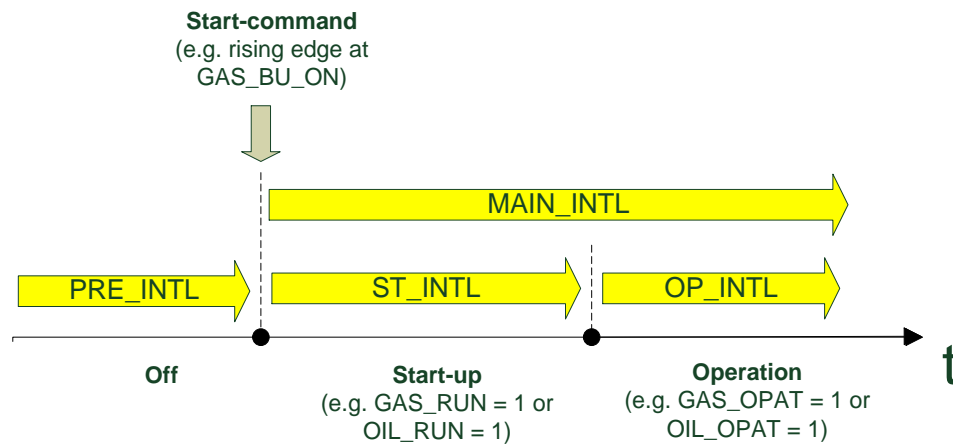 Start-command
(e.g. rising edge at
GAS_BU_ON)
MAIN_INTL
PRE_INTL
ST_INTL
OP_INTL
t
Off
Start-up
(e.g. GAS_RUN = 1 or
OIL_RUN = 1)
Operation
(e.g. GAS_OPAT = 1 or
OIL_OPAT = 1)